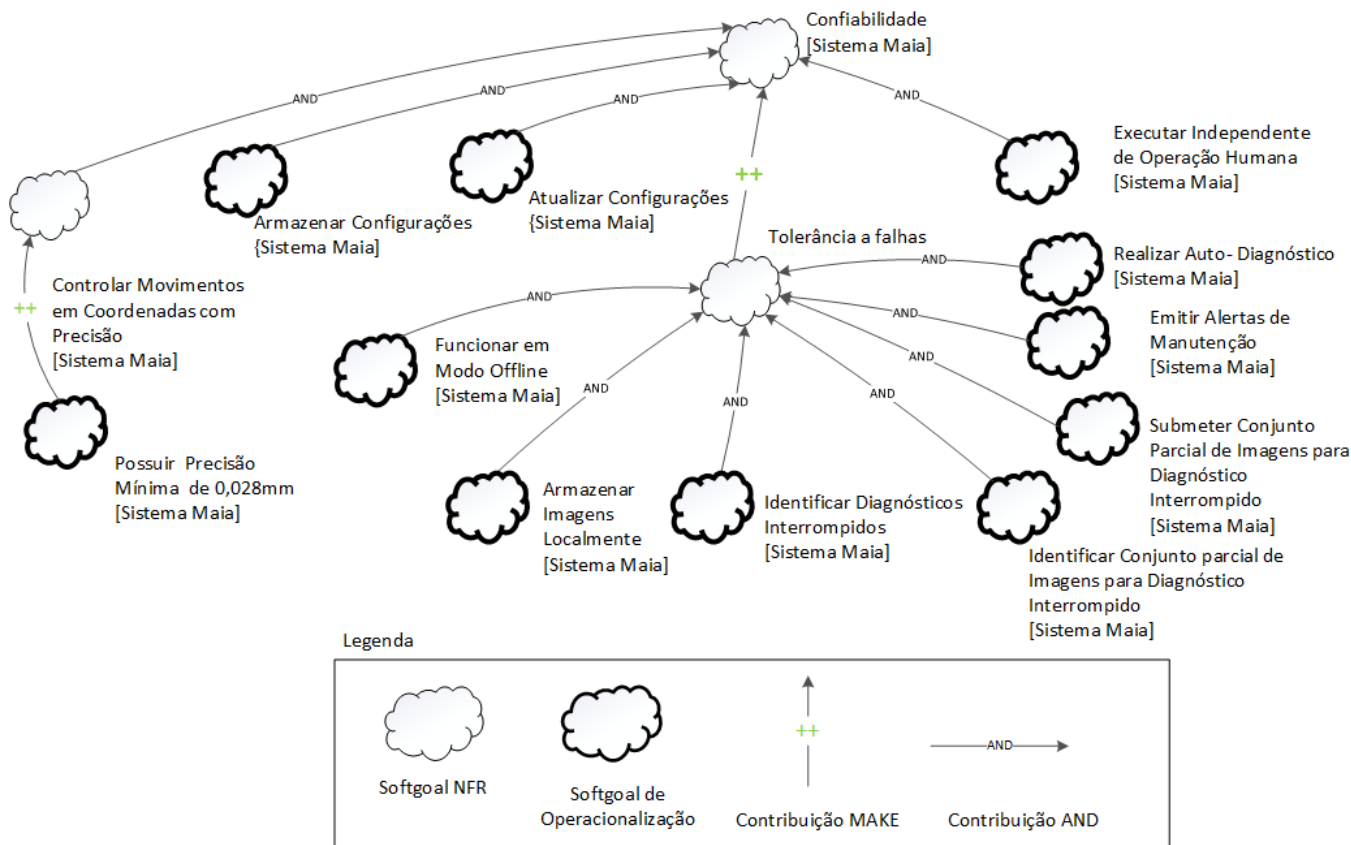 Confiabilidade
[Sistema Maia]
AND
AND
AND
AND
Executar Independente
de Operação Humana
[Sistema Maia]
++
Armazenar Configurações
{Sistema Maia]
Atualizar Configurações
{Sistema Maia]
Tolerância a falhas
AND
Realizar Auto- Diagnóstico
[Sistema Maia]
++
Controlar Movimentos
em Coordenadas com
Precisão
[Sistema Maia]
AND
AND
Emitir Alertas de
Manutenção
[Sistema Maia]
Funcionar em
Modo Offline
[Sistema Maia]
AND
AND
AND
AND
Submeter Conjunto
Parcial de Imagens para
Diagnóstico
Interrompido
[Sistema Maia]
Possuir Precisão
Mínima de 0,028mm
[Sistema Maia]
Armazenar
Imagens
Localmente
[Sistema Maia]
Identificar Diagnósticos
Interrompidos
[Sistema Maia]
Identificar Conjunto parcial de
Imagens para Diagnóstico
Interrompido
[Sistema Maia]
Legenda
++
AND
Softgoal NFR
Softgoal de
Operacionalização
Contribuição MAKE
Contribuição AND